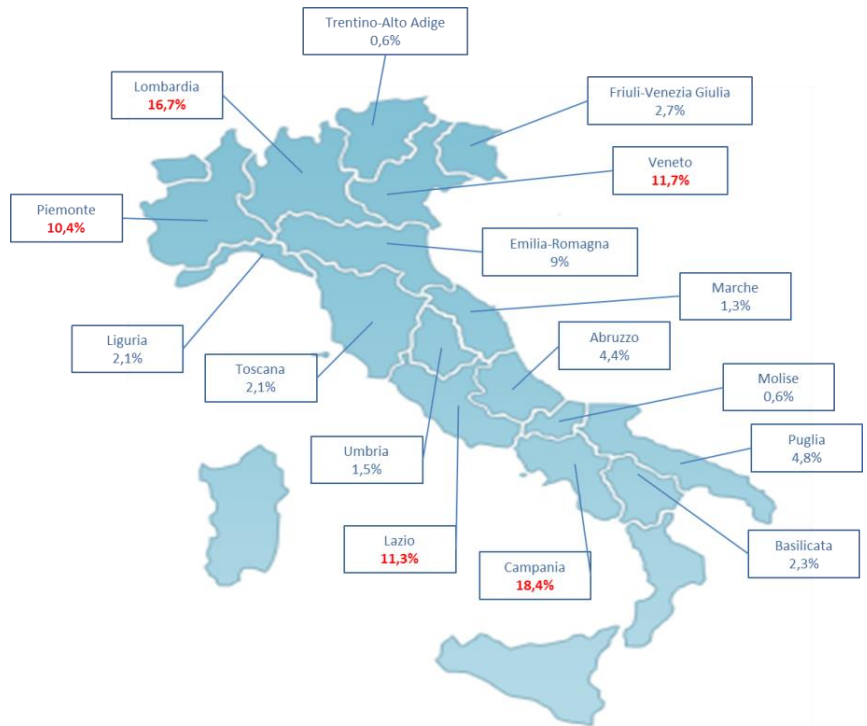 Trentino-Alto Adige
0,6%
Lombardia
16,7%
Friuli-Venezia Giulia
2,7%
Veneto
11,7%
Piemonte
10,4%
Emilia-Romagna
9%
Marche
1,3%
Liguria
2,1%
Abruzzo
4,4%
Toscana
2,1%
Molise
0,6%
Umbria
1,5%
Puglia
4,8%
Lazio
11,3%
Campania
18,4%
Basilicata
2,3%